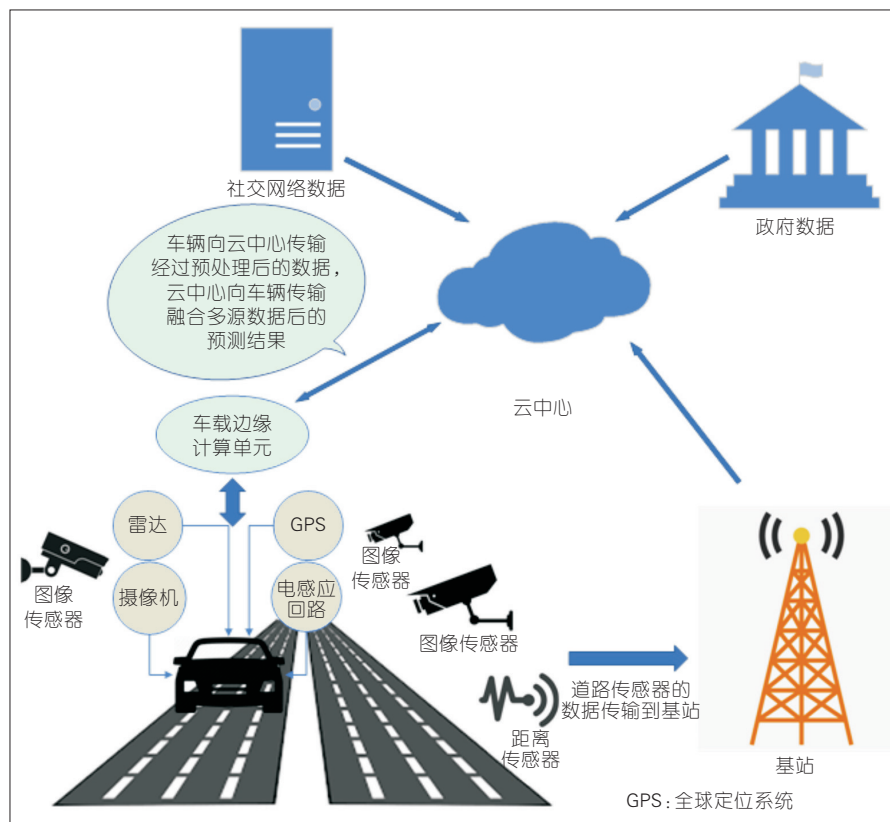 社交网络数据
政府数据
车辆向云中心传输
经过预处理后的数据，
云中心向车辆传输
融合多源数据后的
预测结果
云中心
车载边缘
计算单元
雷达
GPS
图像
传感器
摄像机
电感应
回路
图像
传感器
图像传感器
道路传感器的
数据传输到基站
距离
传感器
基站
GPS：全球定位系统